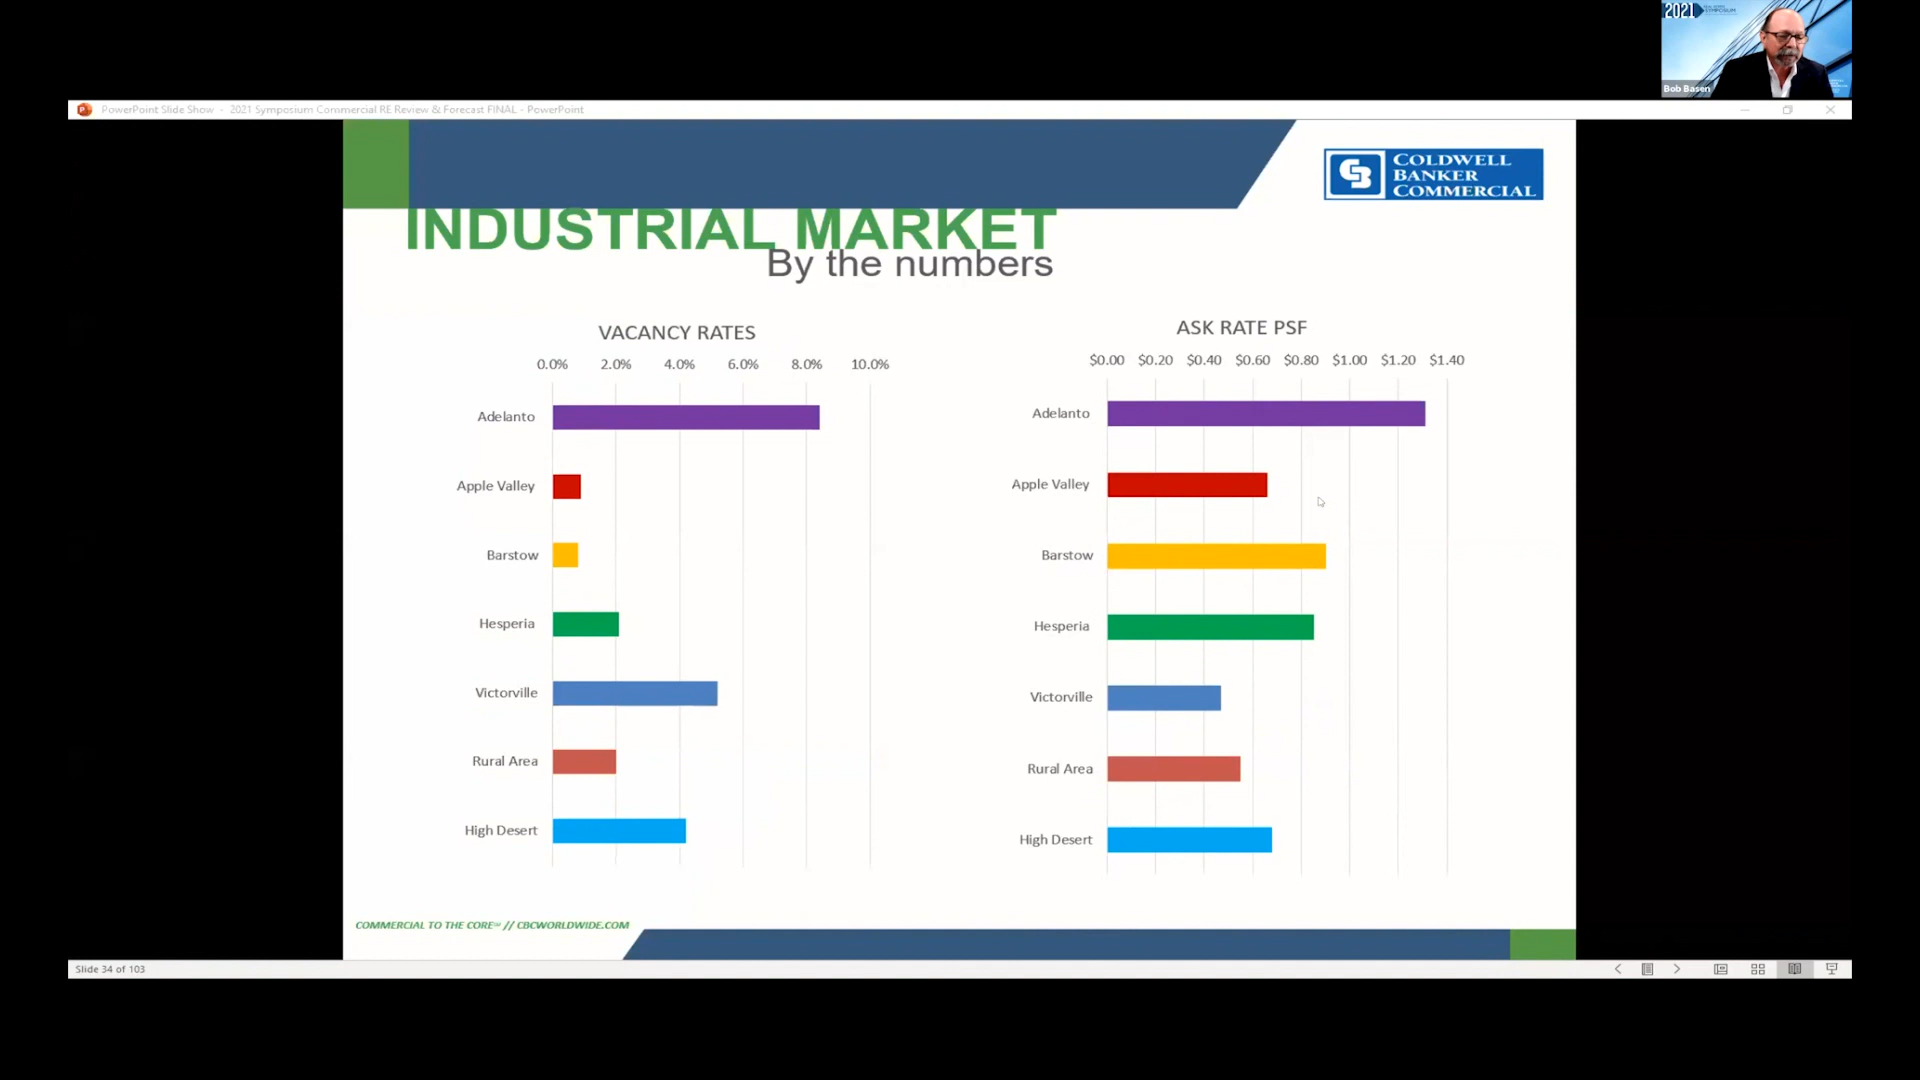 2021
SYMPOSIUM
Bob Basen
PowerPoint Slide Show - 2021 Symposium Commercial RE Review & Forecast FINAL - PowerPoint
COLDWELL
BANKER
COMMERCIAL
INDUSTRIAL MARKET
By the numbers
VACANCY RATES
0.0% 2.0% 4.0% 6.0% 8.0% 10.0%
Adelanto
Apple Valley
Barstow
Hesperia
Victorville
Rural Area
High Desert
ASK RATE PSF
$0.00 $0.20 $0.40 $0.60 $0.80 $1.00 $1.20 $1.40
Adelanto
Apple Valley
Barstow
Hesperia
Victorville
Rural Area
High Desert
COMMERCIAL TO THE CORE℠ // CBCWORLDWIDE.COM
Slide 34 of 103